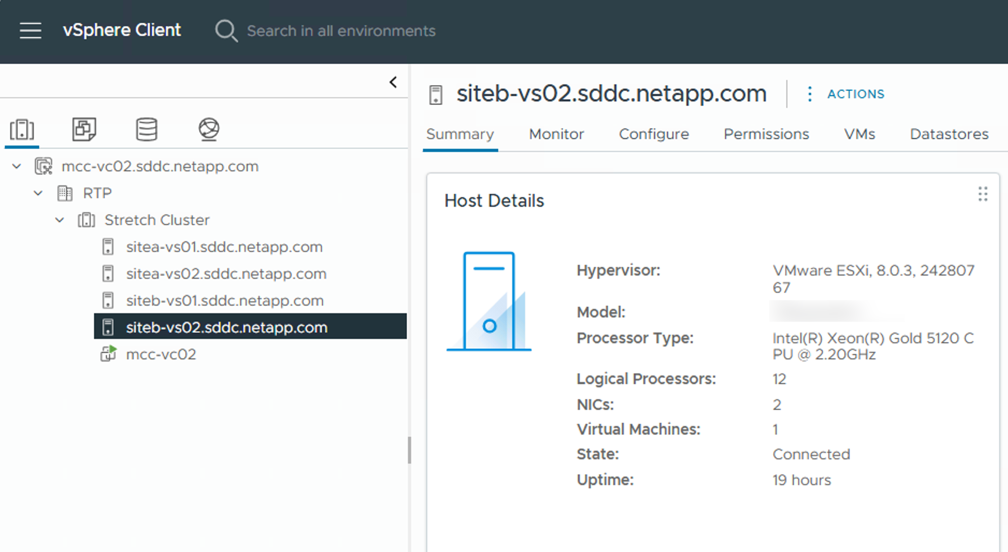 vSphere Client
Search in all environments
mcc-vc02.sddc.netapp.com
RTP
Stretch Cluster
sitea-vs01.sddc.netapp.com
sitea-vs02.sddc.netapp.com
siteb-vs01.sddc.netapp.com
siteb-vs02.sddc.netapp.com
mcc-vc02
siteb-vs02.sddc.netapp.com
ACTIONS
Summary Monitor Configure Permissions VMs Datastores
Host Details
Hypervisor: VMware ESXi, 8.0.3, 242807
67
Model:
Processor Type: Intel(R) Xeon(R) Gold 5120 C
PU @ 2.20GHz
Logical Processors: 12
NICs: 2
Virtual Machines: 1
State: Connected
Uptime: 19 hours